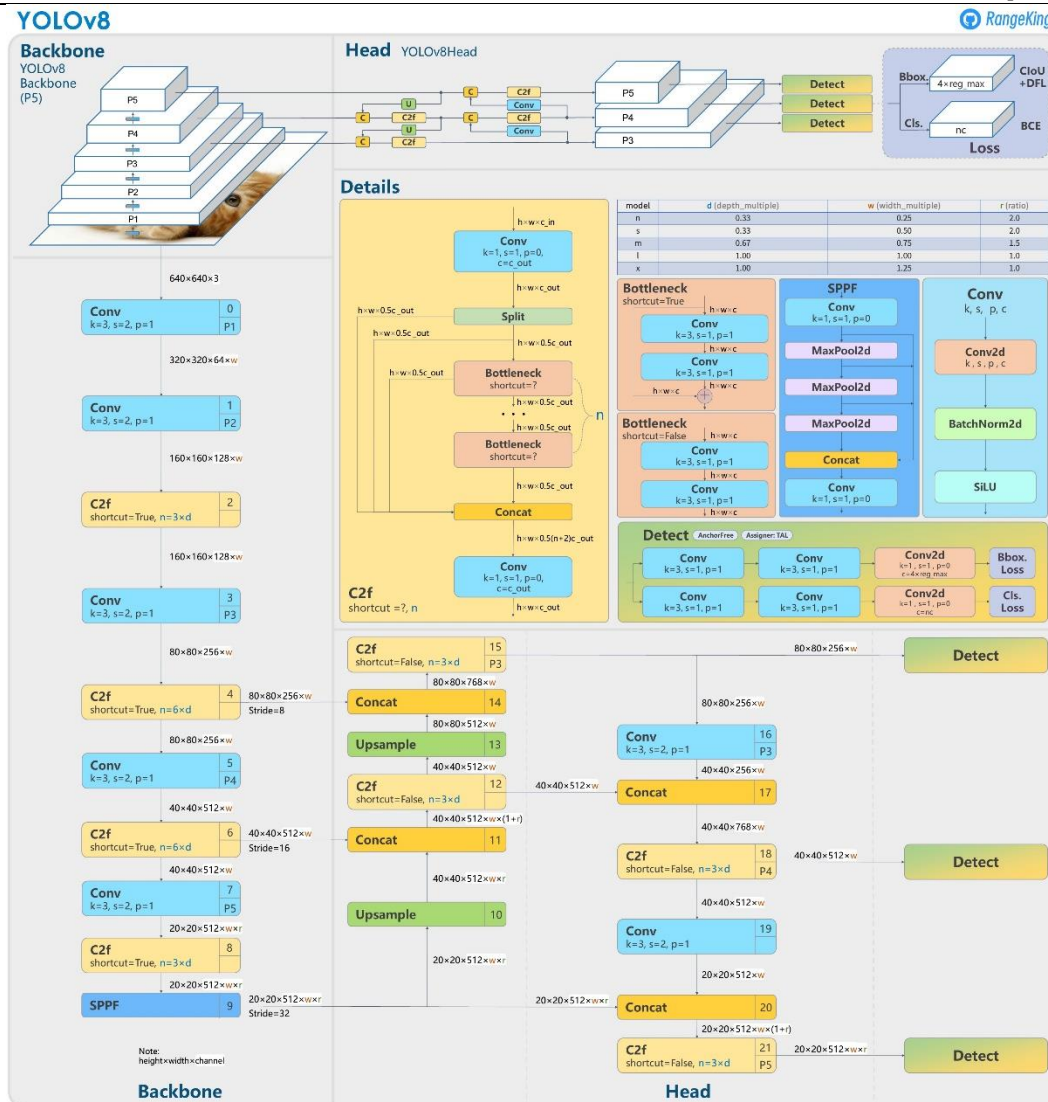 YOLOv8
RangeKing
Backbone
YOLOv8
Backbone
(P5)
P5
P4
P3
P2
P1
Head YOLOv8Head
C
C2f
U
Conv
C
C2f
C
C2f
U
Conv
C
C2f
P5
P4
P3
Detect
Detect
Detect
Bbox.
4×reg_max
CIoU
+DFL
Cls.
nc
BCE
Loss
Details
h×w×c_in
Conv
k=1, s=1, p=0,
c=c_out
h×w×c_out
Split
h×w×0.5c_out
h×w×0.5c_out
h×w×0.5c_out
h×w×0.5c_out
Bottleneck
shortcut=?
h×w×0.5c_out
• • •
h×w×0.5c_out
n
Bottleneck
shortcut=?
h×w×0.5c_out
Concat
h×w×0.5(n+2)c_out
Conv
k=1, s=1, p=0,
c=c_out
h×w×c_out
C2f
shortcut =?, n
model d (depth_multiple) w (width_multiple) r (ratio)
n 0.33 0.25 2.0
s 0.33 0.50 2.0
m 0.67 0.75 1.5
l 1.00 1.00 1.0
x 1.00 1.25 1.0
Bottleneck
shortcut=True
h×w×c
Conv
k=3, s=1, p=1
h×w×c
Conv
k=3, s=1, p=1
h×w×c
h×w×c
Bottleneck
shortcut=False
h×w×c
Conv
k=3, s=1, p=1
h×w×c
Conv
k=3, s=1, p=1
h×w×c
SPPF
Conv
k=1, s=1, p=0
MaxPool2d
MaxPool2d
MaxPool2d
Concat
Conv
k=1, s=1, p=0
Conv
k, s, p, c
Conv2d
k, s, p, c
BatchNorm2d
SiLU
Detect AnchorFree Assigner: TAL
Conv
k=3, s=1, p=1
Conv
k=3, s=1, p=1
Conv2d
k=1, s=1, p=0
c=4×reg_max
Bbox.
Loss
Conv
k=3, s=1, p=1
Conv
k=3, s=1, p=1
Conv2d
k=1, s=1, p=0
c=nc
Cls.
Loss
640×640×3
Conv
k=3, s=2, p=1
0
P1
320×320×64×w
Conv
k=3, s=2, p=1
1
P2
160×160×128×w
C2f
shortcut=True, n=3×d
2
160×160×128×w
Conv
k=3, s=2, p=1
3
P3
80×80×256×w
C2f
shortcut=True, n=6×d
4
80×80×256×w
Stride=8
80×80×256×w
Conv
k=3, s=2, p=1
5
P4
40×40×512×w
C2f
shortcut=True, n=6×d
6
40×40×512×w
Stride=16
40×40×512×w
Conv
k=3, s=2, p=1
7
P5
20×20×512×w×r
C2f
shortcut=True, n=3×d
8
20×20×512×w×r
SPPF
9
20×20×512×w×r
Stride=32
Note:
height×width×channel
Backbone
C2f
shortcut=False, n=3×d
15
P3
80×80×768×w
Concat
14
80×80×512×w
Upsample
13
40×40×512×w
C2f
shortcut=False, n=3×d
12
40×40×512×w×(1+r)
Concat
11
40×40×512×w×r
Upsample
10
20×20×512×w×r
80×80×256×w
Detect
80×80×256×w
Conv
k=3, s=2, p=1
16
P3
40×40×256×w
40×40×512×w
Concat
17
40×40×768×w
C2f
shortcut=False, n=3×d
18
P4
40×40×512×w
Detect
40×40×512×w
Conv
k=3, s=2, p=1
19
20×20×512×w
20×20×512×w×r
Concat
20
20×20×512×w×(1+r)
C2f
shortcut=False, n=3×d
21
P5
20×20×512×w×r
Detect
Head